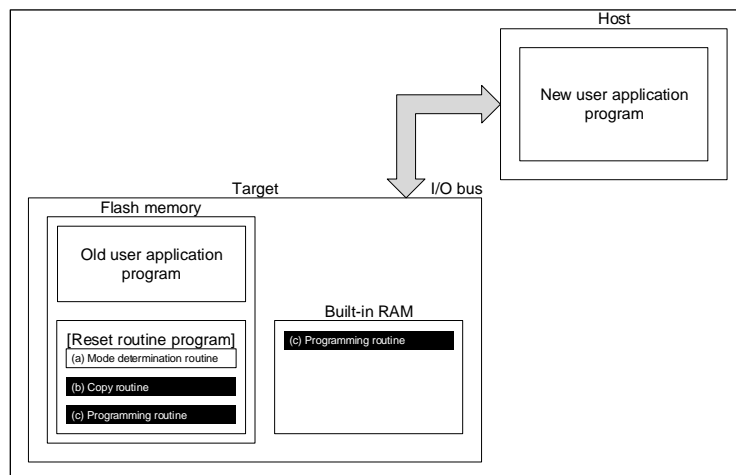 Host
New user application
program
I/O bus
Target
Flash memory
Old user application
program
[Reset routine program]
(a) Mode determination routine
(b) Copy routine
(c) Programming routine
Built-in RAM
(c) Programming routine